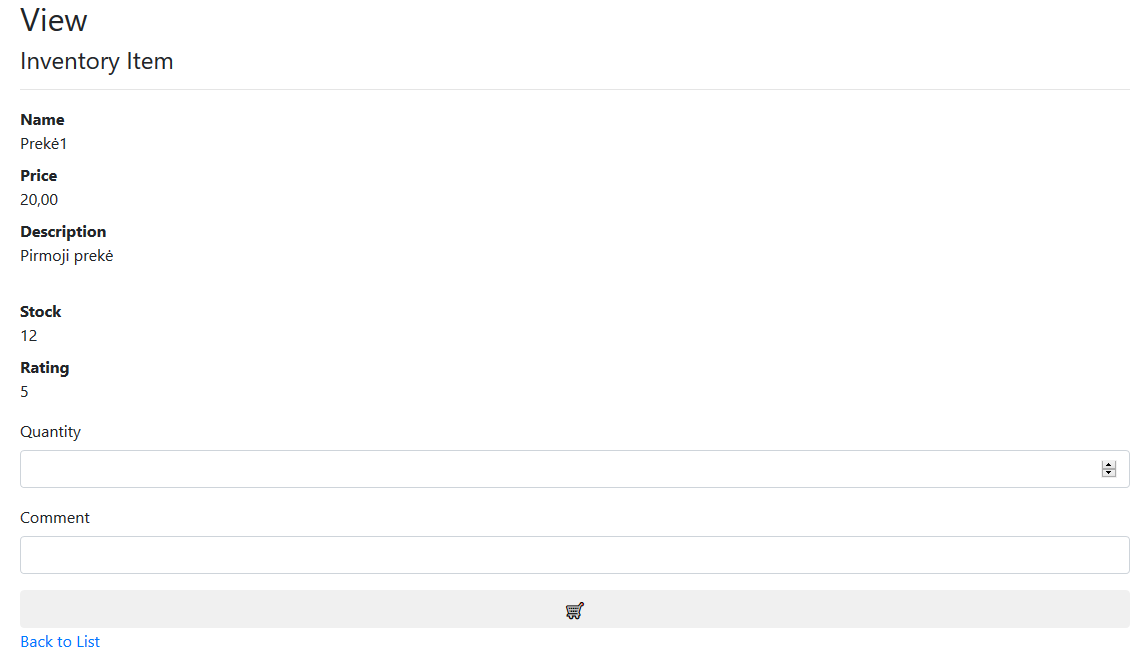 View
Inventory Item
Name
Prekė1
Price
20,00
Description
Pirmoji prekė
Stock
12
Rating
5
Quantity
Comment
Back to List